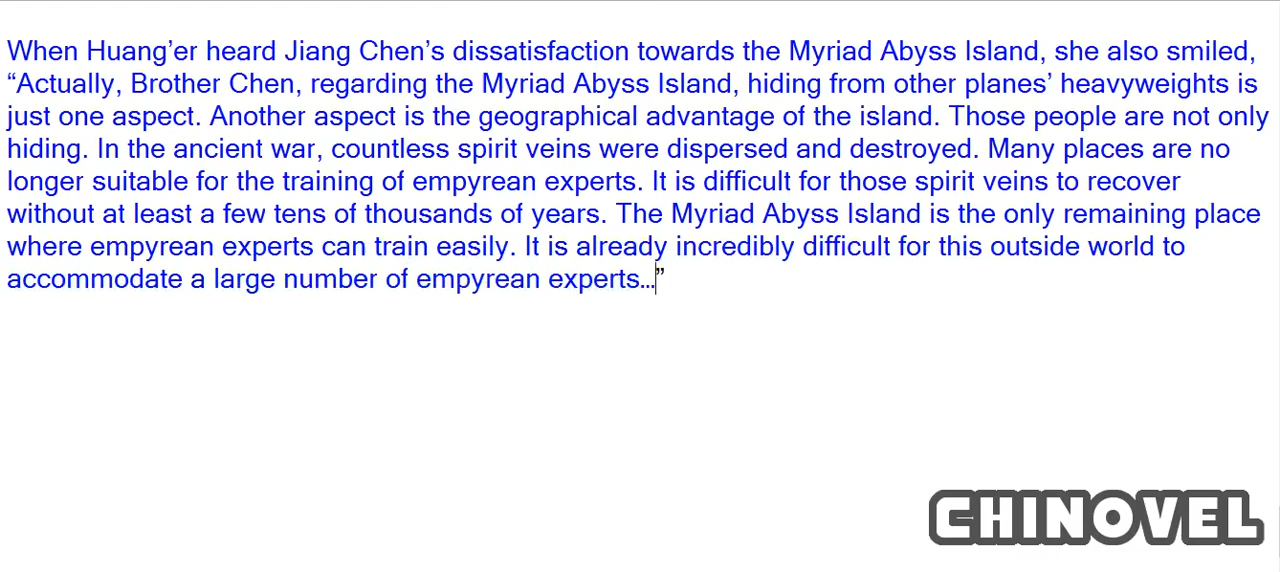 When Huang’er heard Jiang Chen’s dissatisfaction towards the Myriad Abyss Island, she also smiled,
“Actually, Brother Chen, regarding the Myriad Abyss Island, hiding from other planes’ heavyweights is
just one aspect. Another aspect is the geographical advantage of the island. Those people are not only
hiding. In the ancient war, countless spirit veins were dispersed and destroyed. Many places are no
longer suitable for the training of empyrean experts. It is difficult for those spirit veins to recover
without at least a few tens of thousands of years. The Myriad Abyss Island is the only remaining place
where empyrean experts can train easily. It is already incredibly difficult for this outside world to
accommodate a large number of empyrean experts…”
CHINOVEL